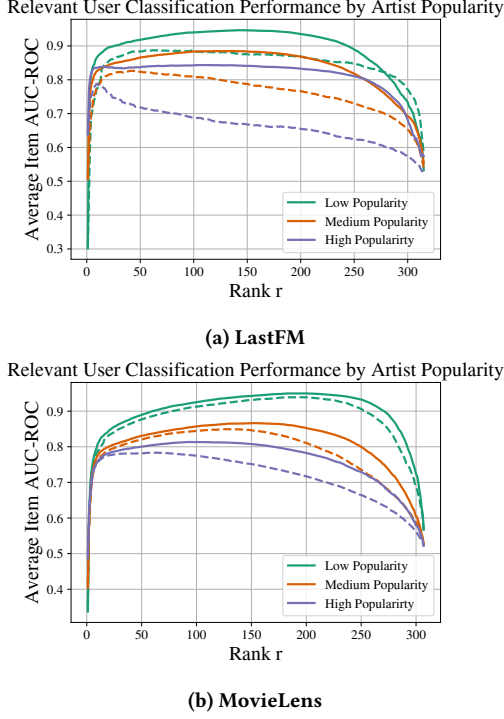 Relevant User Classification Performance by Artist Popularity
Average Item AUC-ROC
0.9
0.8
0.7
0.6
0.5
0.4
0.3
0
50
100
150
200
250
300
Rank r
Low Popularity
Medium Popularity
High Popularirty
(a) LastFM
Relevant User Classification Performance by Artist Popularity
Average Item AUC-ROC
0.9
0.8
0.7
0.6
0.5
0.4
0
50
100
150
200
250
300
Rank r
Low Popularity
Medium Popularity
High Popularirty
(b) MovieLens